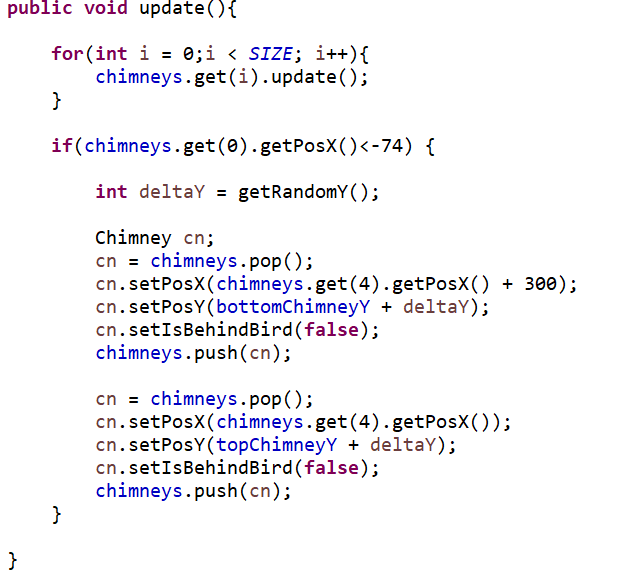 public void update(){
for(int i = 0;i < SIZE; i++){
chimneys.get(i).update();
}
if(chimneys.get(0).getPosX()<-74) {
int deltaY = getRandomY();
Chimney cn;
cn = chimneys.pop();
cn.setPosX(chimneys.get(4).getPosX() + 300);
cn.setPosY(bottomChimneyY + deltaY);
cn.setIsBehindBird(false);
chimneys.push(cn);
cn = chimneys.pop();
cn.setPosX(chimneys.get(4).getPosX());
cn.setPosY(topChimneyY + deltaY);
cn.setIsBehindBird(false);
chimneys.push(cn);
}
}